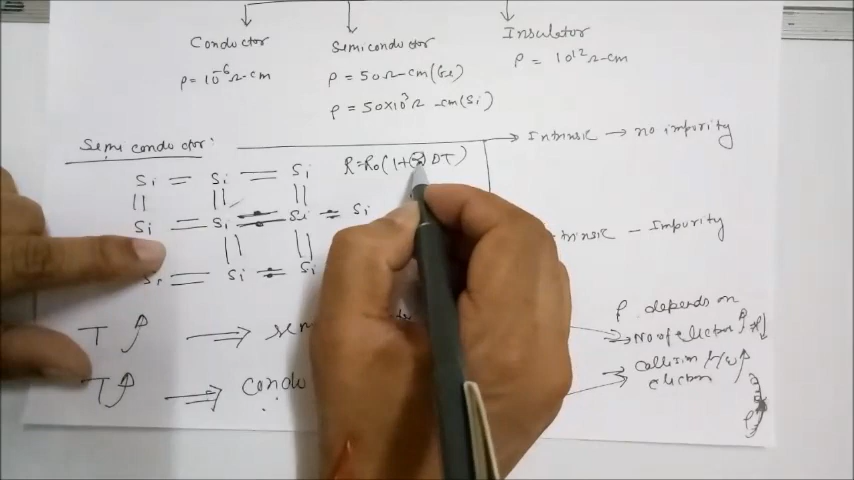 Conductor
Semiconductor
Insulator
ρ = 10⁻⁶ Ω-cm
ρ = 50 Ω-cm (Ge)
ρ = 50×10³ Ω-cm (Si)
ρ = 10¹² Ω-cm
Semiconductor:
Intrinsic → no impurity
R=R₀(1+α ΔT)
Si = Si = Si
Si = Si = Si = Si
Si = Si = Si
trinsic - Impurity
T ↑ ⇒
T ↑ ⇒ Condu
ρ depends on
→ No of electron ↑ ρ↓
→ Collision b/w ↑
electron
ρ